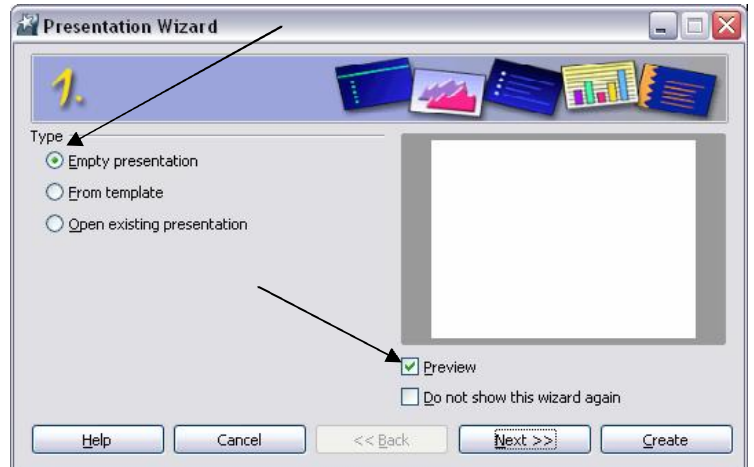 Presentation Wizard
1.
Type
Empty presentation
From template
Open existing presentation
Preview
Do not show this wizard again
Help Cancel << Back Next >> Create